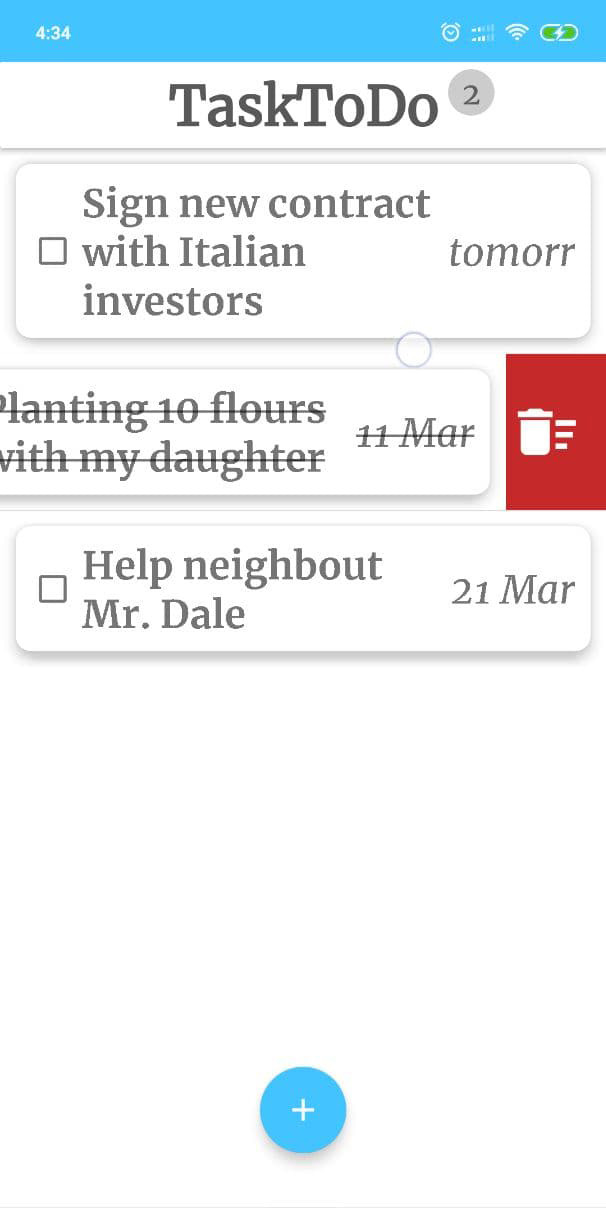 4:34
TaskToDo 2
Sign new contract
with Italian
investors
tomorr
Planting 10 flours
with my daughter
11 Mar
Help neighbout
Mr. Dale
21 Mar
+